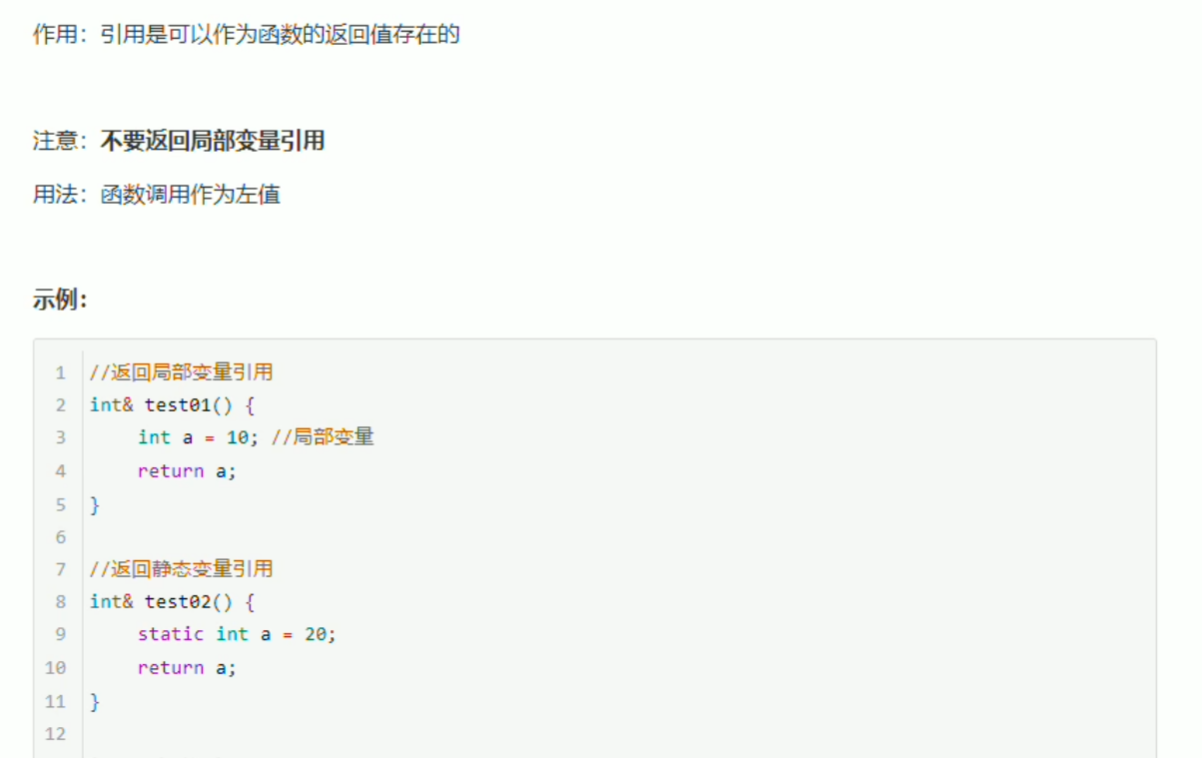 作用：引用是可以作为函数的返回值存在的
注意：不要返回局部变量引用
用法：函数调用作为左值
示例：
1 //返回局部变量引用
2 int& test01() {
3     int a = 10; //局部变量
4     return a;
5 }
6
7 //返回静态变量引用
8 int& test02() {
9     static int a = 20;
10     return a;
11 }
12